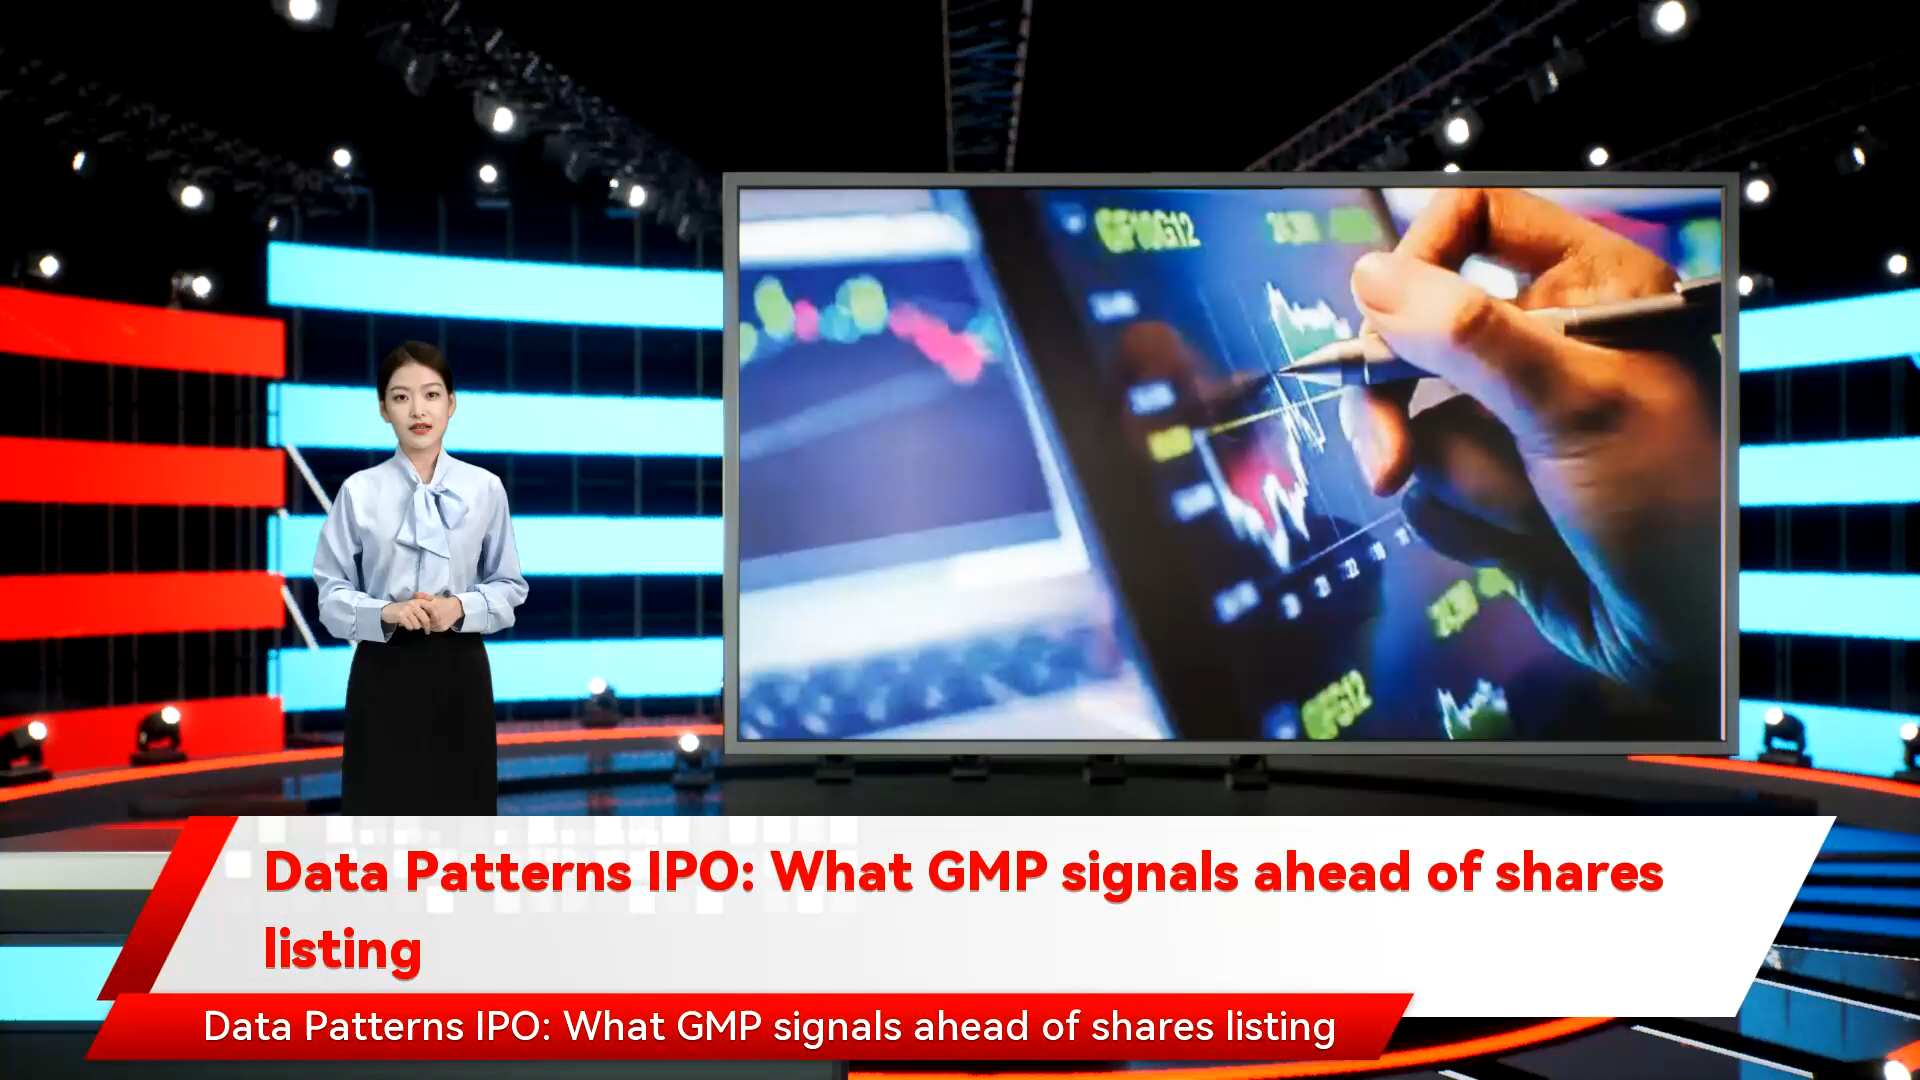 Data Patterns IPO: What GMP signals ahead of shares
listing
Data Patterns IPO: What GMP signals ahead of shares listing